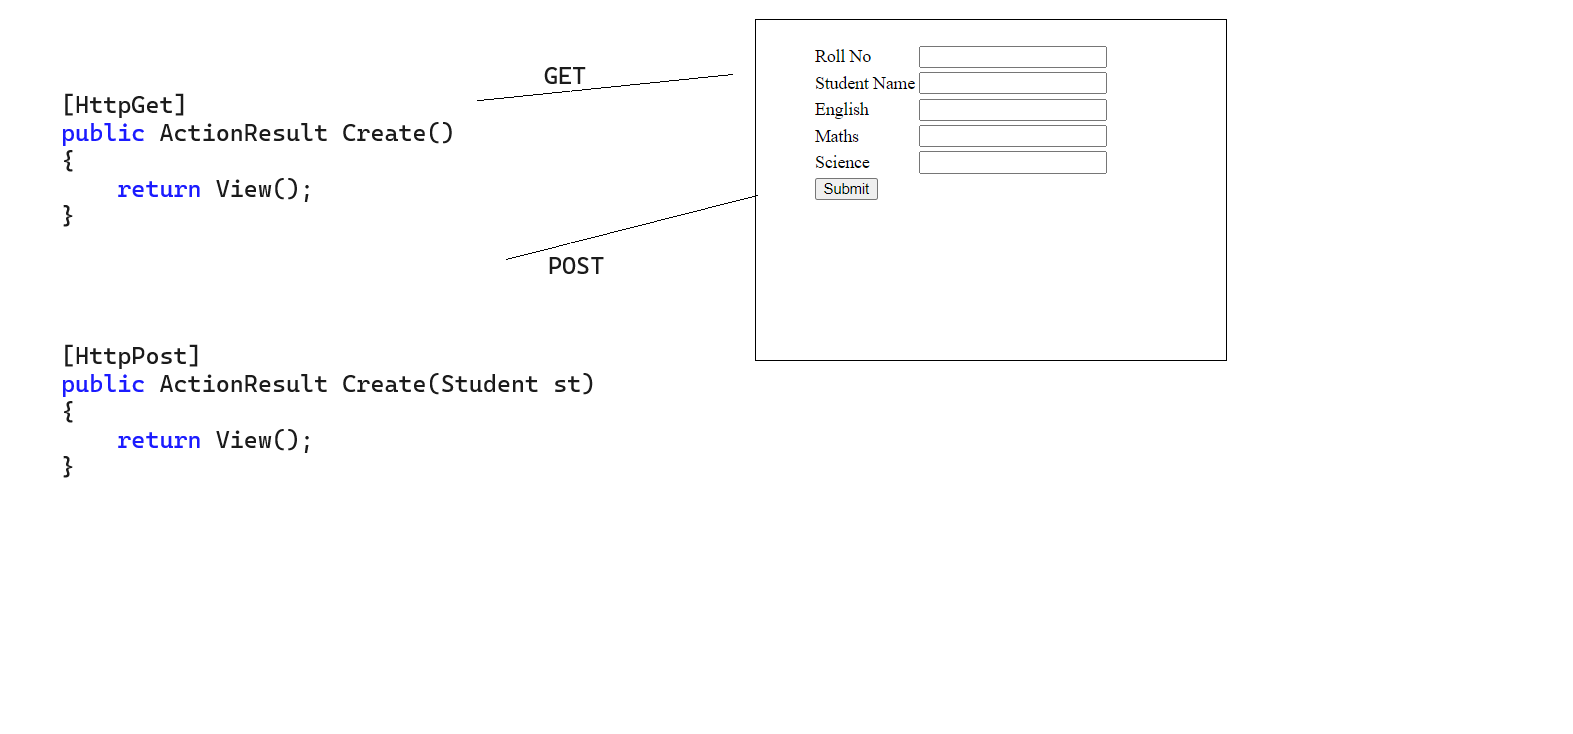 [HttpGet]
public ActionResult Create()
{
    return View();
}
GET
POST
[HttpPost]
public ActionResult Create(Student st)
{
    return View();
}
Roll No
Student Name
English
Maths
Science
Submit